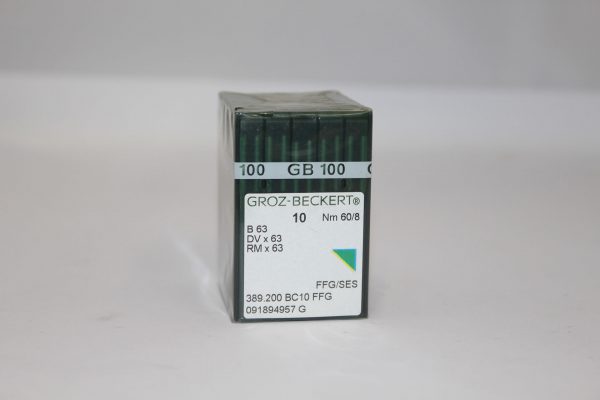 100 GB 100 G
GROZ-BECKERT®
10 Nm 60/8
B 63
DV x 63
RM x 63
FFG/SES
389.200 BC10 FFG
091894957 G